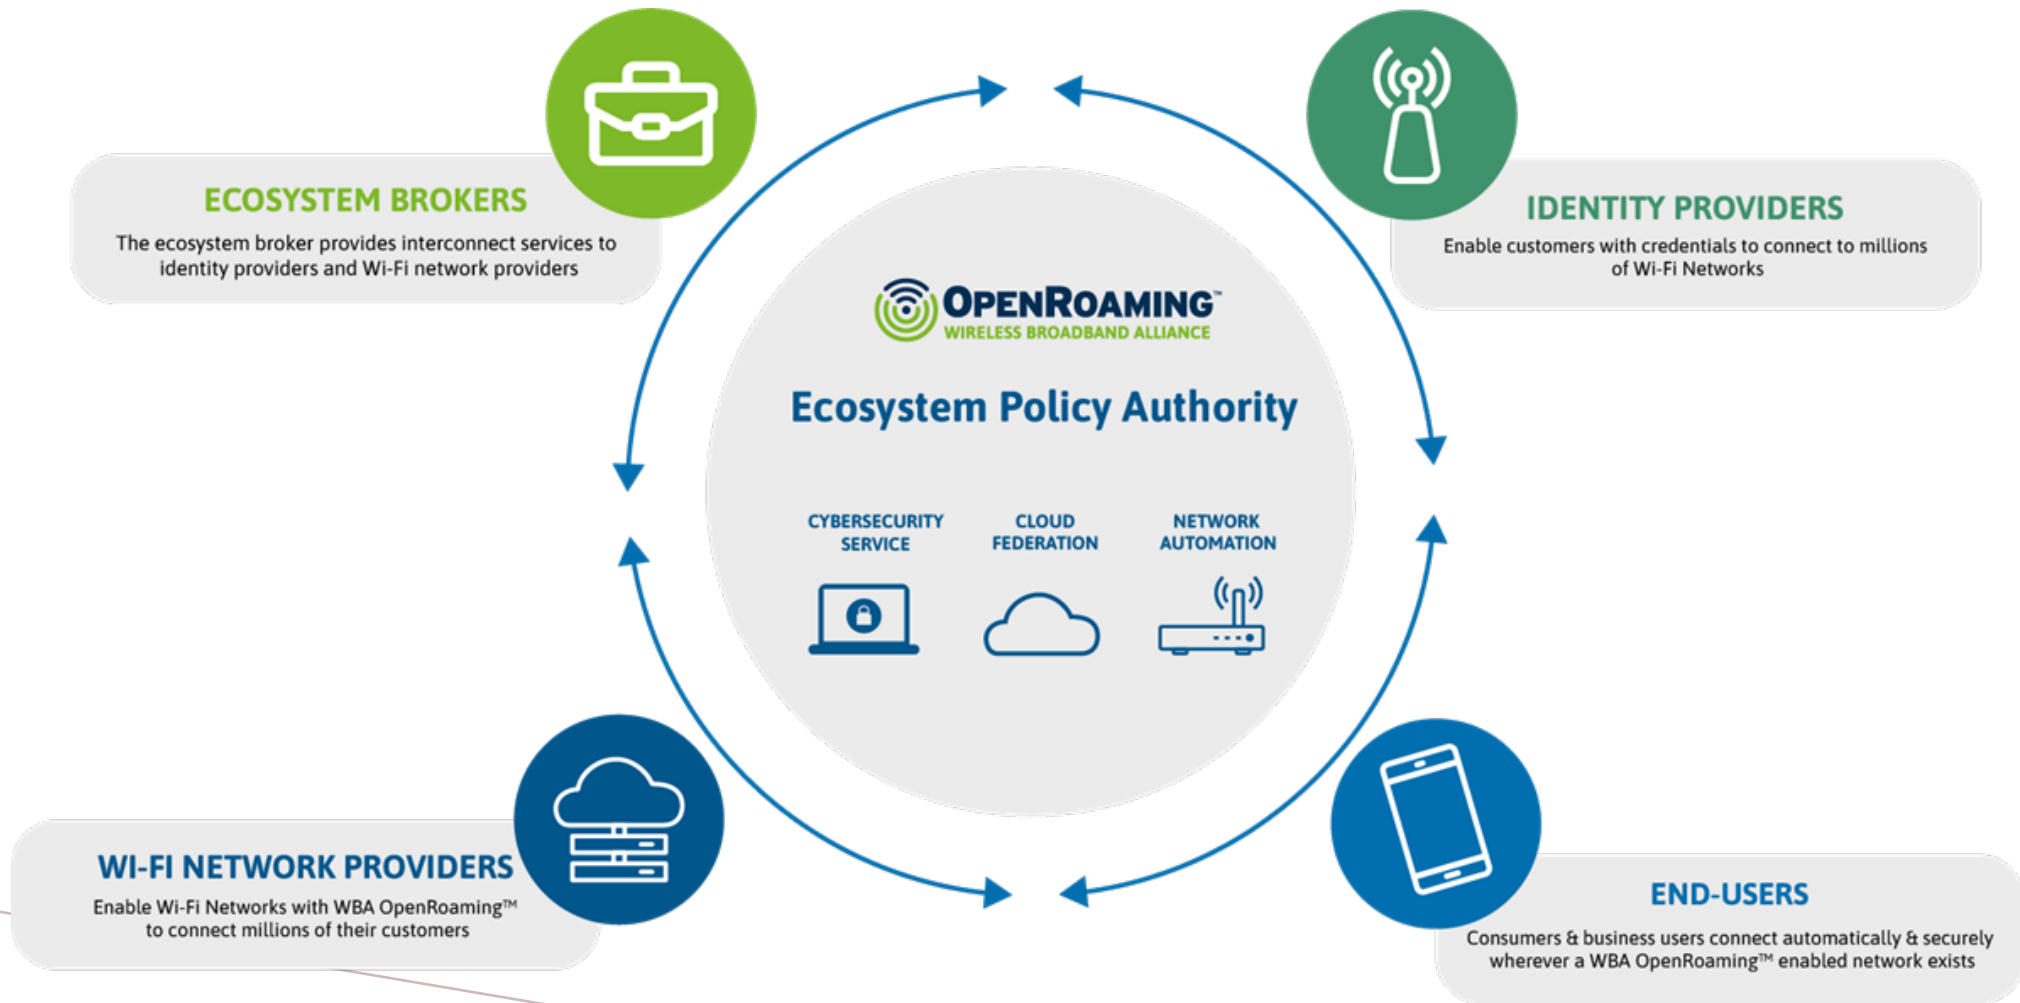 ECOSYSTEM BROKERS
The ecosystem broker provides interconnect services to
identity providers and Wi-Fi network providers
IDENTITY PROVIDERS
Enable customers with credentials to connect to millions
of Wi-Fi Networks
OPENROAMING™
WIRELESS BROADBAND ALLIANCE
Ecosystem Policy Authority
CYBERSECURITY
SERVICE
CLOUD
FEDERATION
NETWORK
AUTOMATION
WI-FI NETWORK PROVIDERS
Enable Wi-Fi Networks with WBA OpenRoaming™
to connect millions of their customers
END-USERS
Consumers & business users connect automatically & securely
wherever a WBA OpenRoaming™ enabled network exists